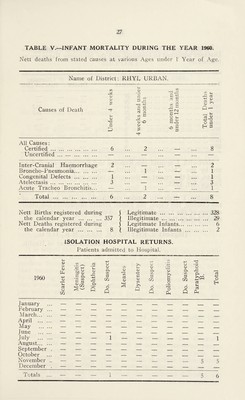 27
TABLE V.—INFANT MORTALITY DURING THE YEAR 1960.
Nett deaths from stated causes at various Ages under 1 Year of Age.
Name of District: RHYL URBAN.
Causes of Death | Under 4 weeks | 4 weeks and under 6 months | 6 months and under 12 months | Total Deaths under 1 year
All Causes:
Certified ... 6 2 — 8
Uncertified ... — — — —
Inter-Cranial Haemorrhage 2 — — 2
Broncho-Pneumonia ... — 1 — 1
Congenital Defects ... 1 — — 1
Atelectasis ... 3 — — 3
Acute Tracheo Bronchitis... — 1 — 1
Total ... 6 2 — 8
Nett Births registered during the calendar year ... 357 } Legitimate ... 328
Illegitimate ... 29
Nett Deaths registered during the calendar year ... 8 } Legitimate Infants ... 6
Illegitimate Infants ... 2
ISOLATION HOSPITAL RETURNS.
Patients admitted to Hospital.
1960 | Scarlet Fever | Meningitis (Suspect) | Diphtheria | Do. Suspect | Measles | Dysentery | Do. Suspect | Poliomyelitis | Do. Suspect | Paratyphoid B. | Total
January ... — — — — — — — — — — —
February ... — — — — — — — — — — —
March ... — — — — — — — — — — —
April ... — — — — — — — — — — —
May ... — — — — — — — — — — —
June ... — — — — — — — — — — —
July ... — — — 1 — — — — — — 1
August ... — — — — — — — — — — —
September — — — — — — — — — — —
October ... — — — — — — — — — — —
November ... — — — — — — — — — 5 5
December ... — — — — — — — — — — —
Totals ... — — — 1 — — — — — 5 6